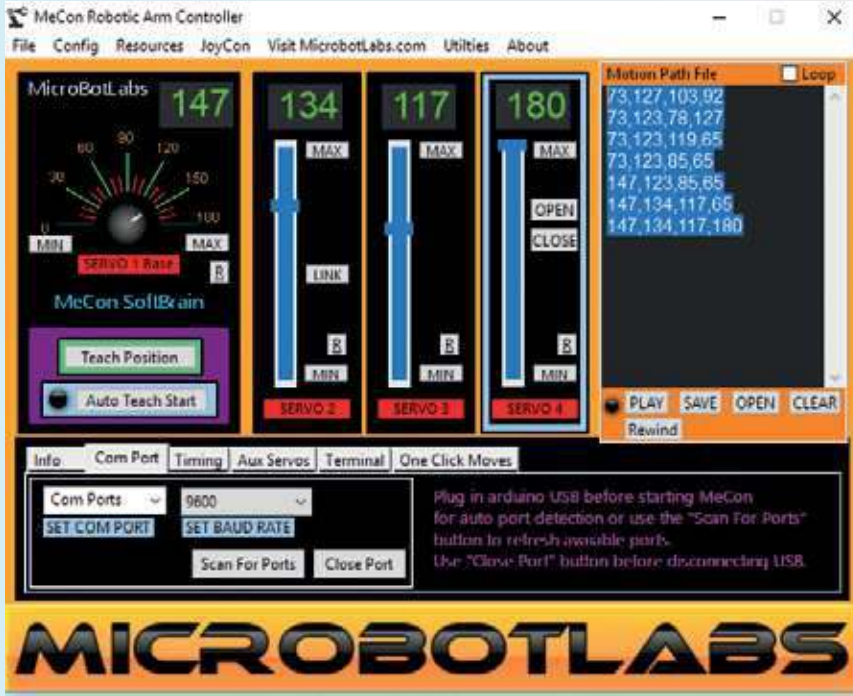 MeCon Robotic Arm Controller
File Config Resources JoyCon Visit MicrobotLabs.com Utilties About
MicroBotLabs
147
0
30
60
90
120
150
180
MIN
MAX
SERVO 1 Base
R
MeCon SoftBrain
Teach Position
Auto Teach Start
134
MAX
LINK
R
MIN
SERVO 2
117
MAX
R
MIN
SERVO 3
180
MAX
OPEN
CLOSE
R
MIN
SERVO 4
Motion Path File Loop
73,127,103,92
73,123,78,127
73,123,119,65
73,123,85,65
147,123,85,65
147,134,117,65
147,134,117,180
PLAY SAVE OPEN CLEAR
Rewind
Info Com Port Timing Aux Servos Terminal One Click Moves
Com Ports 9600
SET COM PORT SET BAUD RATE
Scan For Ports Close Port
Plug in arduino USB before starting MeCon
for auto port detection or use the "Scan For Ports"
button to refresh avaiable ports.
Use "Close Port" button before disconnecting USB.
MICROBOTLABS